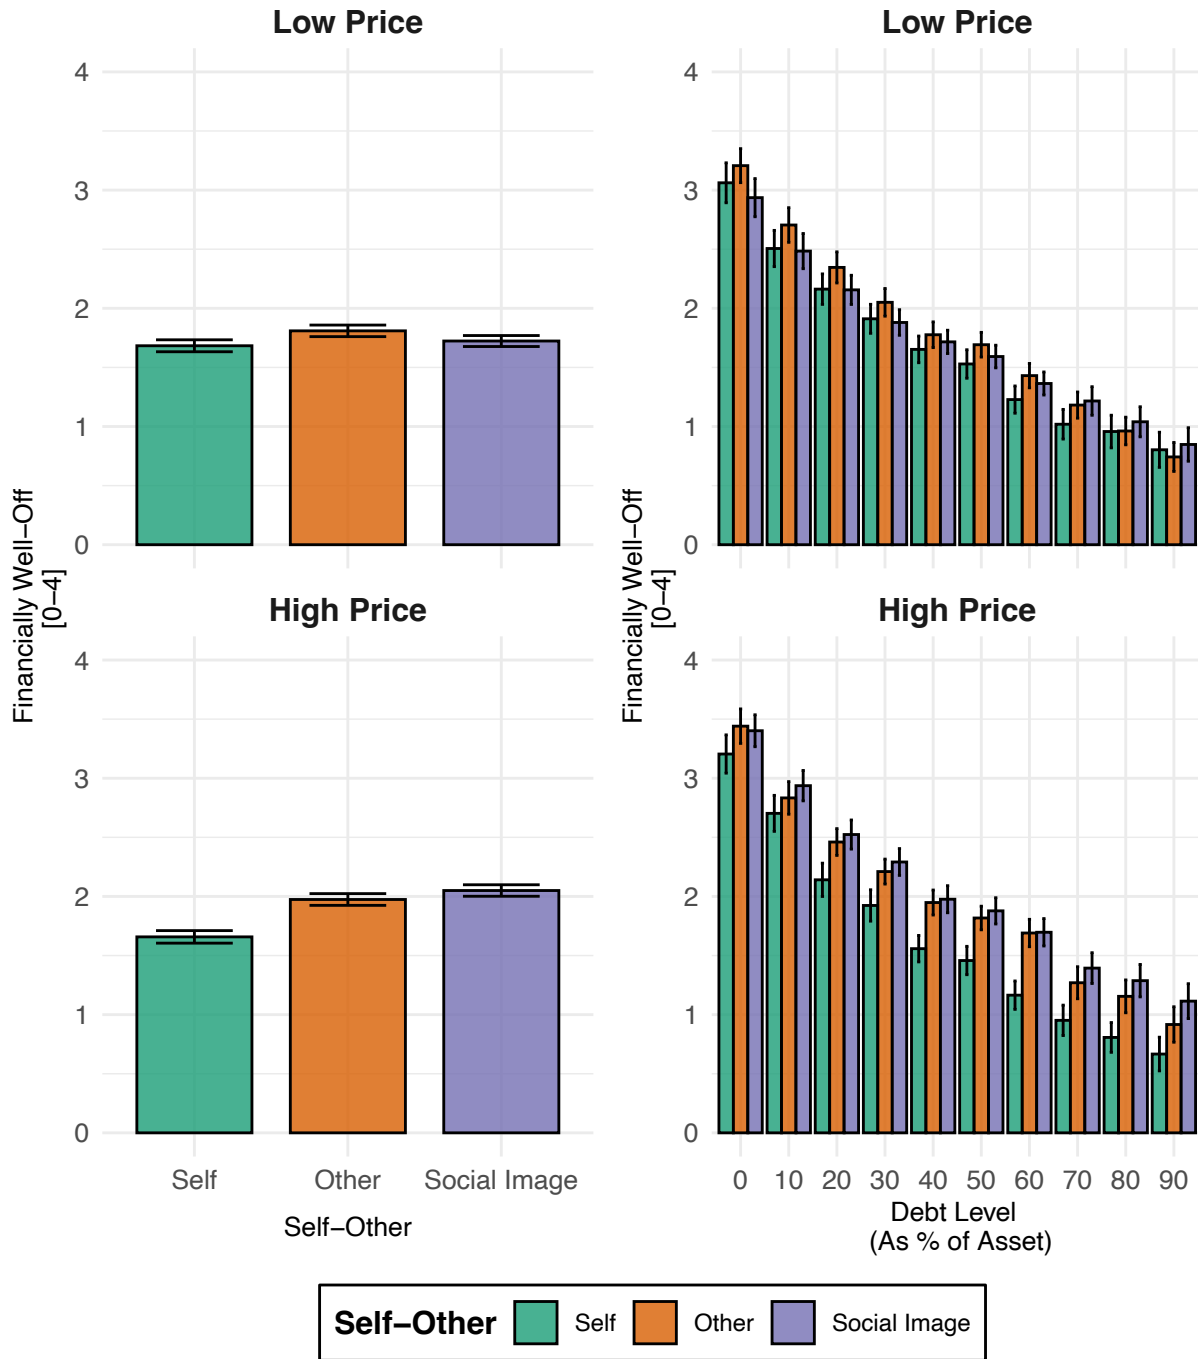 Low Price
Low Price
4
3
2
1
0
4
3
2
1
0
Financially Well−Off
[0−4]
Financially Well−Off
[0−4]
High Price
High Price
4
3
2
1
0
4
3
2
1
0
Self Other Social Image
0 10 20 30 40 50 60 70 80 90
Self−Other
Debt Level
(As % of Asset)
Self−Other Self Other Social Image